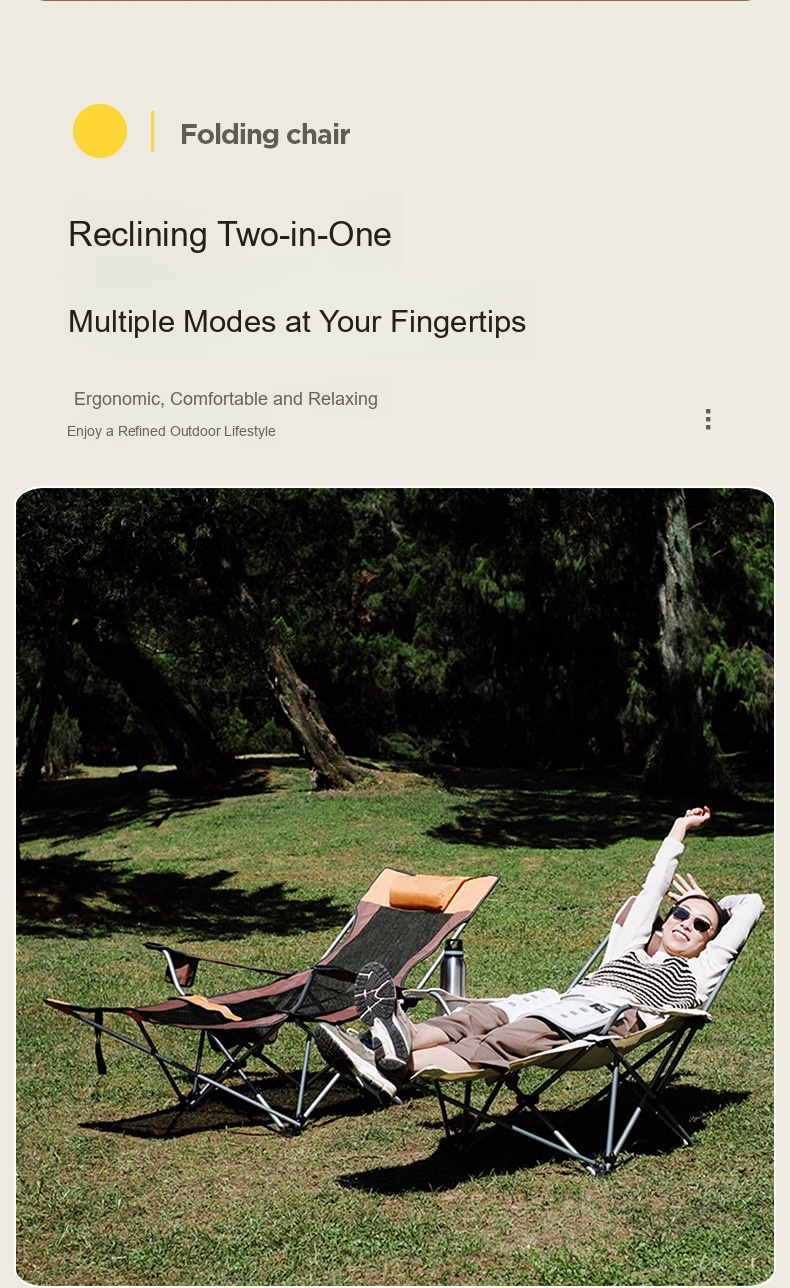 Folding chair
Reclining Two-in-One
Multiple Modes at Your Fingertips
Ergonomic, Comfortable and Relaxing
Enjoy a Refined Outdoor Lifestyle